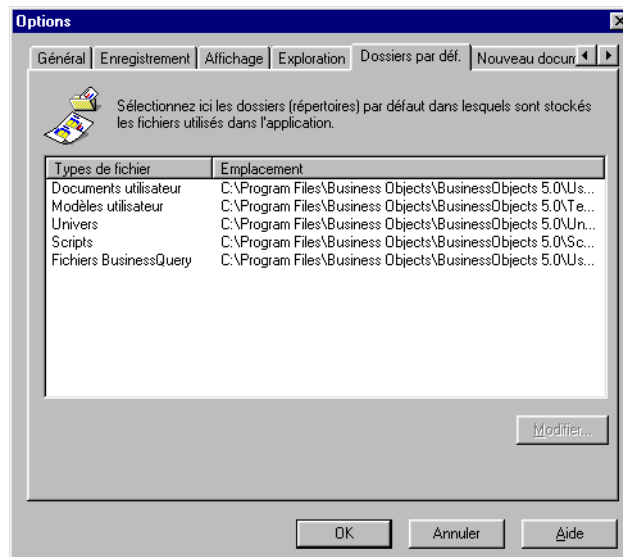 Options
Général Enregistrement Affichage Exploration Dossiers par déf. Nouveau docun
Sélectionnez ici les dossiers (répertoires) par défaut dans lesquels sont stockés
les fichiers utilisés dans l'application.
Types de fichier Emplacement
Documents utilisateur C:\Program Files\Business Objects\BusinessObjects 5.0\Us...
Modèles utilisateur C:\Program Files\Business Objects\BusinessObjects 5.0\Te...
Univers C:\Program Files\Business Objects\BusinessObjects 5.0\Un...
Scripts C:\Program Files\Business Objects\BusinessObjects 5.0\Sc...
Fichiers BusinessQuery C:\Program Files\Business Objects\BusinessObjects 5.0\Us...
Modifier...
OK Annuler Aide